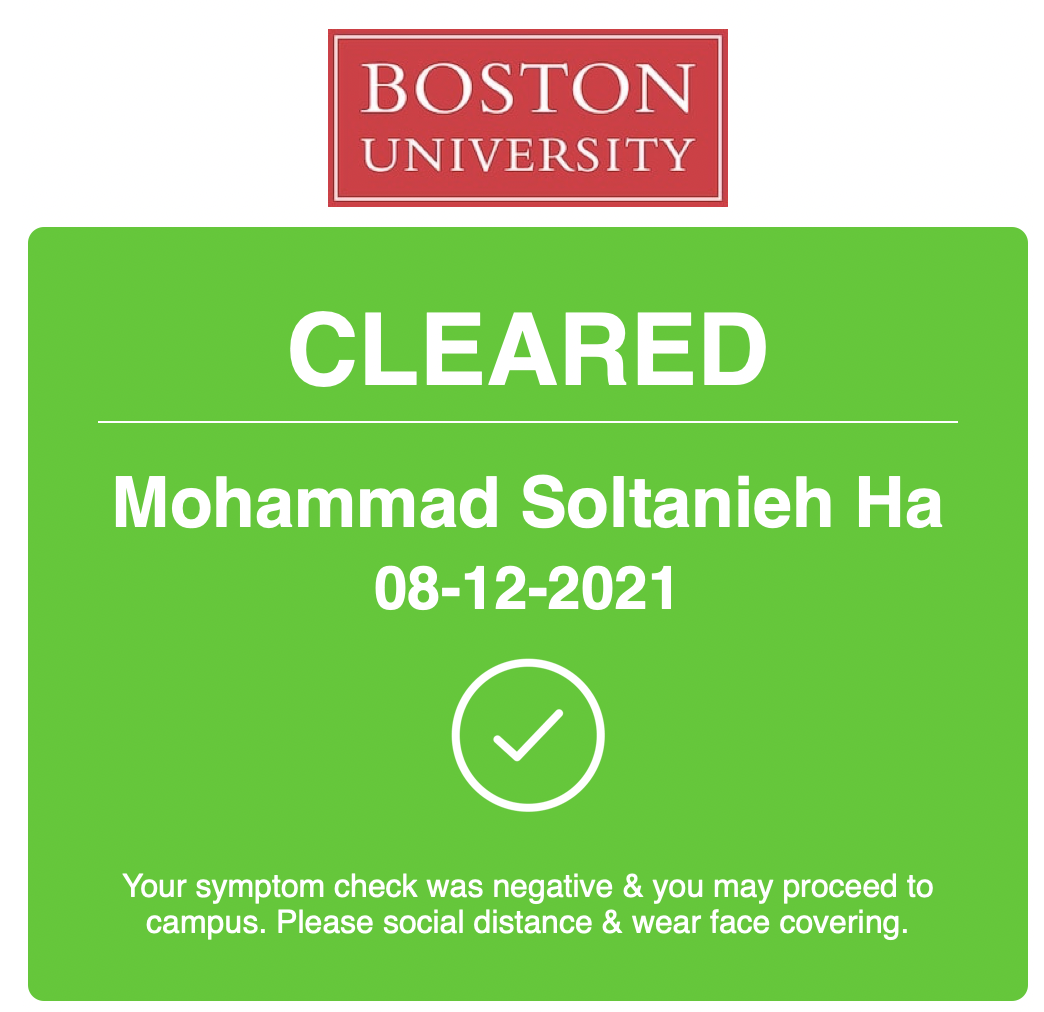 BOSTON
UNIVERSITY
CLEARED
Mohammad Soltanieh Ha
08-12-2021
Your symptom check was negative & you may proceed to
campus. Please social distance & wear face covering.